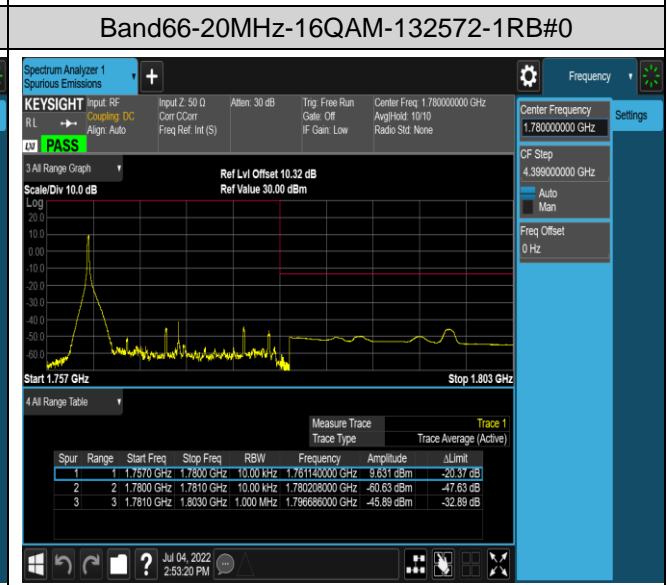 Band66-20MHz-16QAM-132572-1RB#0
Spectrum Analyzer 1
Spurious Emissions
+
Frequency
KEYSIGHT
RL
LXI
PASS
Input: RF
Coupling: DC
Align: Auto
Input Z: 50 Ω
Corr CCorr
Freq Ref: Int (S)
Atten: 30 dB
Trig: Free Run
Gate: Off
IF Gain: Low
Center Freq: 1.780000000 GHz
Avg|Hold: 10/10
Radio Std: None
Center Frequency
1.780000000 GHz
Settings
CF Step
4.399000000 GHz
Auto
Man
Freq Offset
0 Hz
3 All Range Graph
Ref Lvl Offset 10.32 dB
Scale/Div 10.0 dB
Ref Value 30.00 dBm
Log
20.0
10.0
0.00
-10.0
-20.0
-30.0
-40.0
-50.0
-60.0
Start 1.757 GHz
Stop 1.803 GHz
4 All Range Table
Measure Trace Trace 1
Trace Type Trace Average (Active)
Spur Range Start Freq Stop Freq RBW Frequency Amplitude ΔLimit
1 1 1.7570 GHz 1.7800 GHz 10.00 kHz 1.761140000 GHz 9.631 dBm -20.37 dB
2 2 1.7800 GHz 1.7810 GHz 10.00 kHz 1.780208000 GHz -60.63 dBm -47.63 dB
3 3 1.7810 GHz 1.8030 GHz 1.000 MHz 1.796686000 GHz -45.89 dBm -32.89 dB
?
Jul 04, 2022
2:53:20 PM